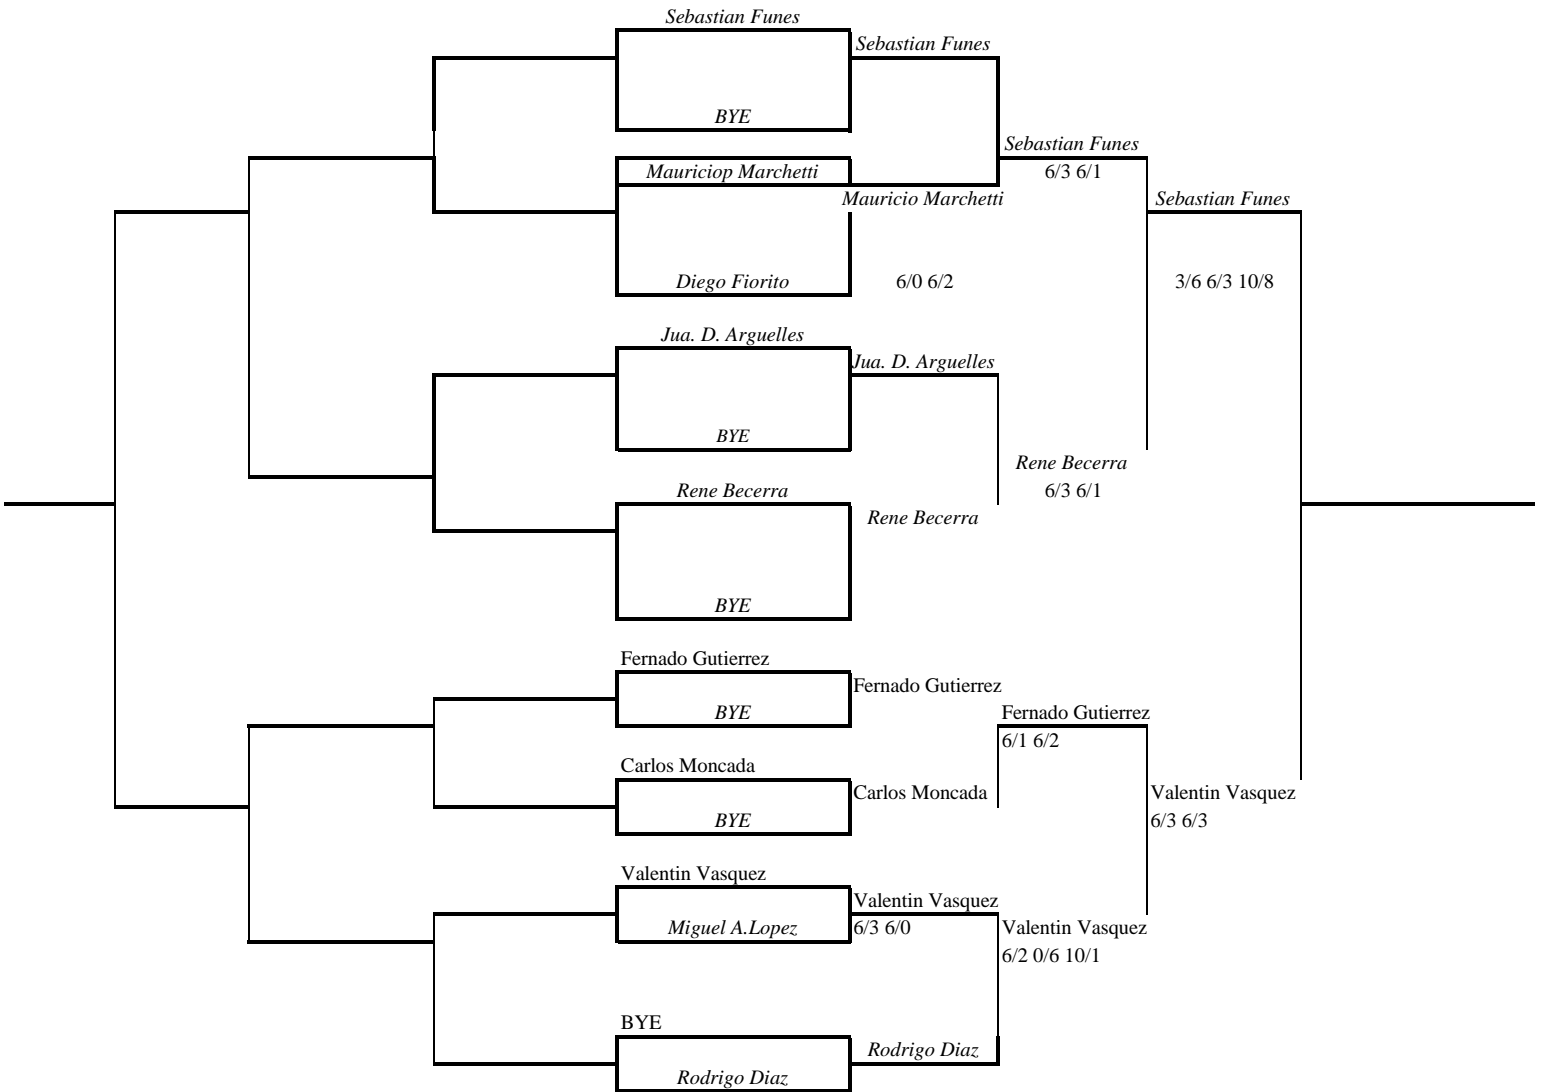 Sebastian Funes
Sebastian Funes
BYE
Sebastian Funes
Mauriciop Marchetti
6/3 6/1
Mauricio Marchetti
Sebastian Funes
Diego Fiorito
6/0 6/2
3/6 6/3 10/8
Jua. D. Arguelles
Jua. D. Arguelles
BYE
Rene Becerra
Rene Becerra
6/3 6/1
Rene Becerra
BYE
Fernado Gutierrez
Fernado Gutierrez
BYE
Fernado Gutierrez
6/1 6/2
Carlos Moncada
Carlos Moncada
Valentin Vasquez
BYE
6/3 6/3
Valentin Vasquez
Valentin Vasquez
Miguel A.Lopez
6/3 6/0
Valentin Vasquez
6/2 0/6 10/1
BYE
Rodrigo Diaz
Rodrigo Diaz